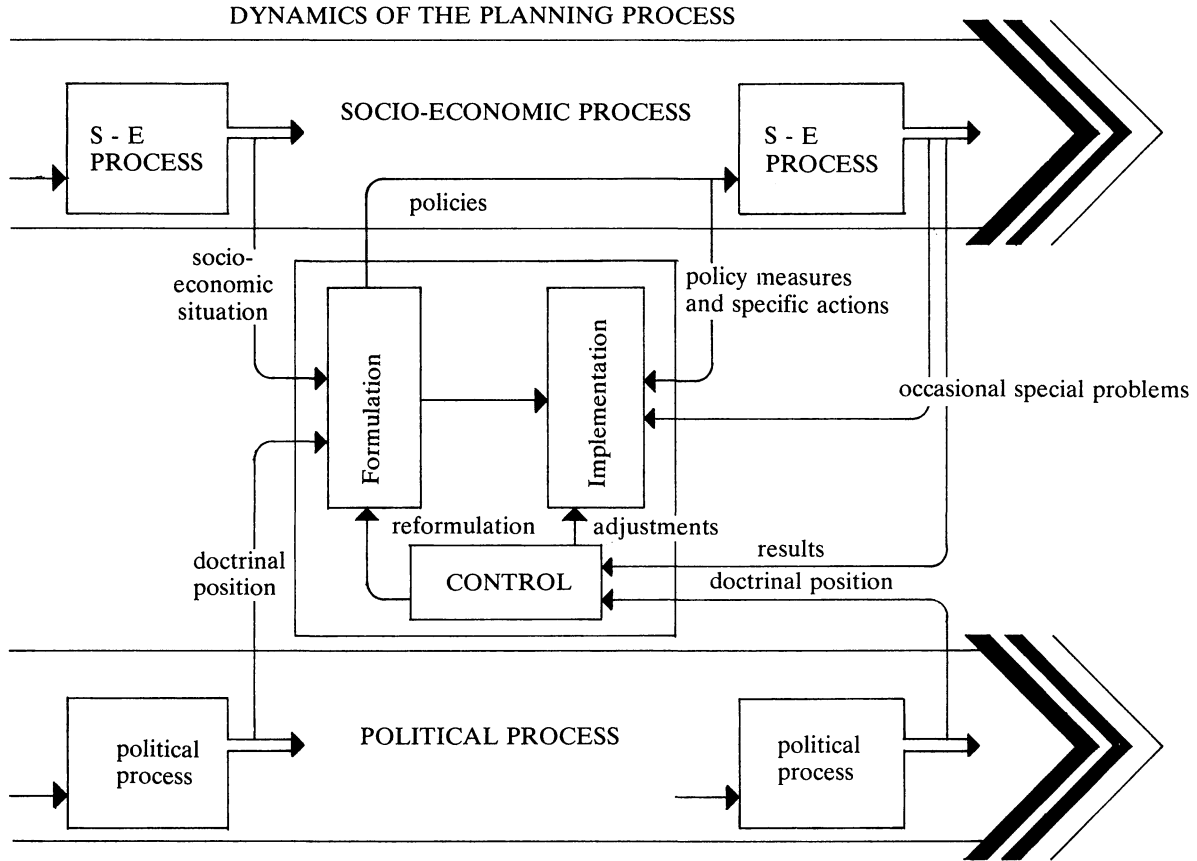 DYNAMICS OF THE PLANNING PROCESS
SOCIO-ECONOMIC PROCESS
S - E
PROCESS
S - E
PROCESS
policies
socio-
economic
situation
policy measures
and specific actions
Formulation
Implementation
occasional special problems
reformulation
adjustments
CONTROL
results
doctrinal position
doctrinal
position
POLITICAL PROCESS
political
process
political
process